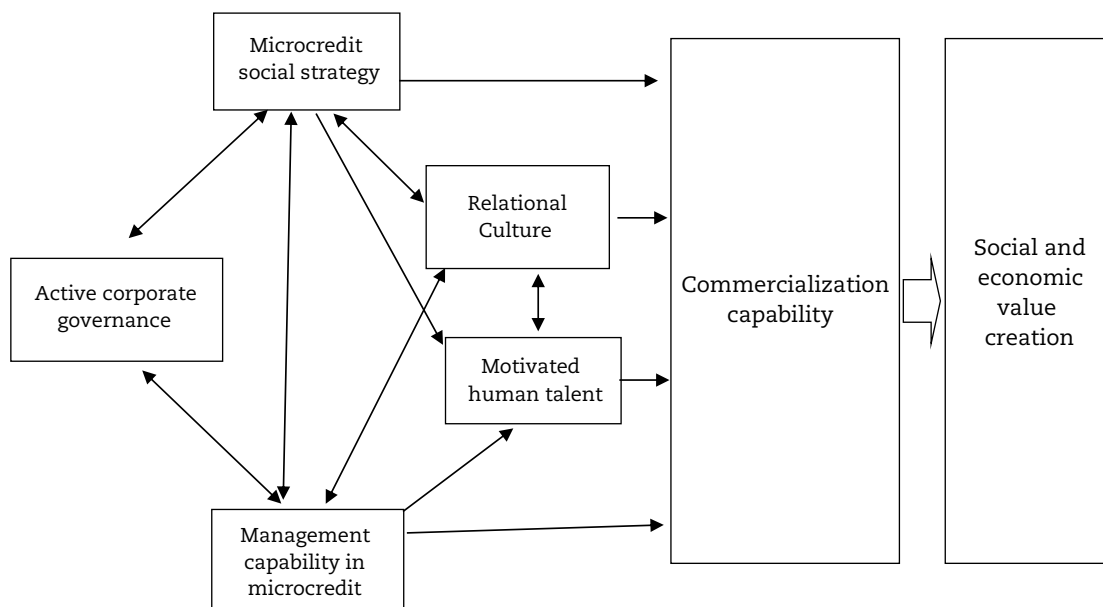 Microcredit
social strategy
Relational
Culture
Active corporate
governance
Motivated
human talent
Management
capability in
microcredit
Commercialization
capability
Social and
economic
value
creation